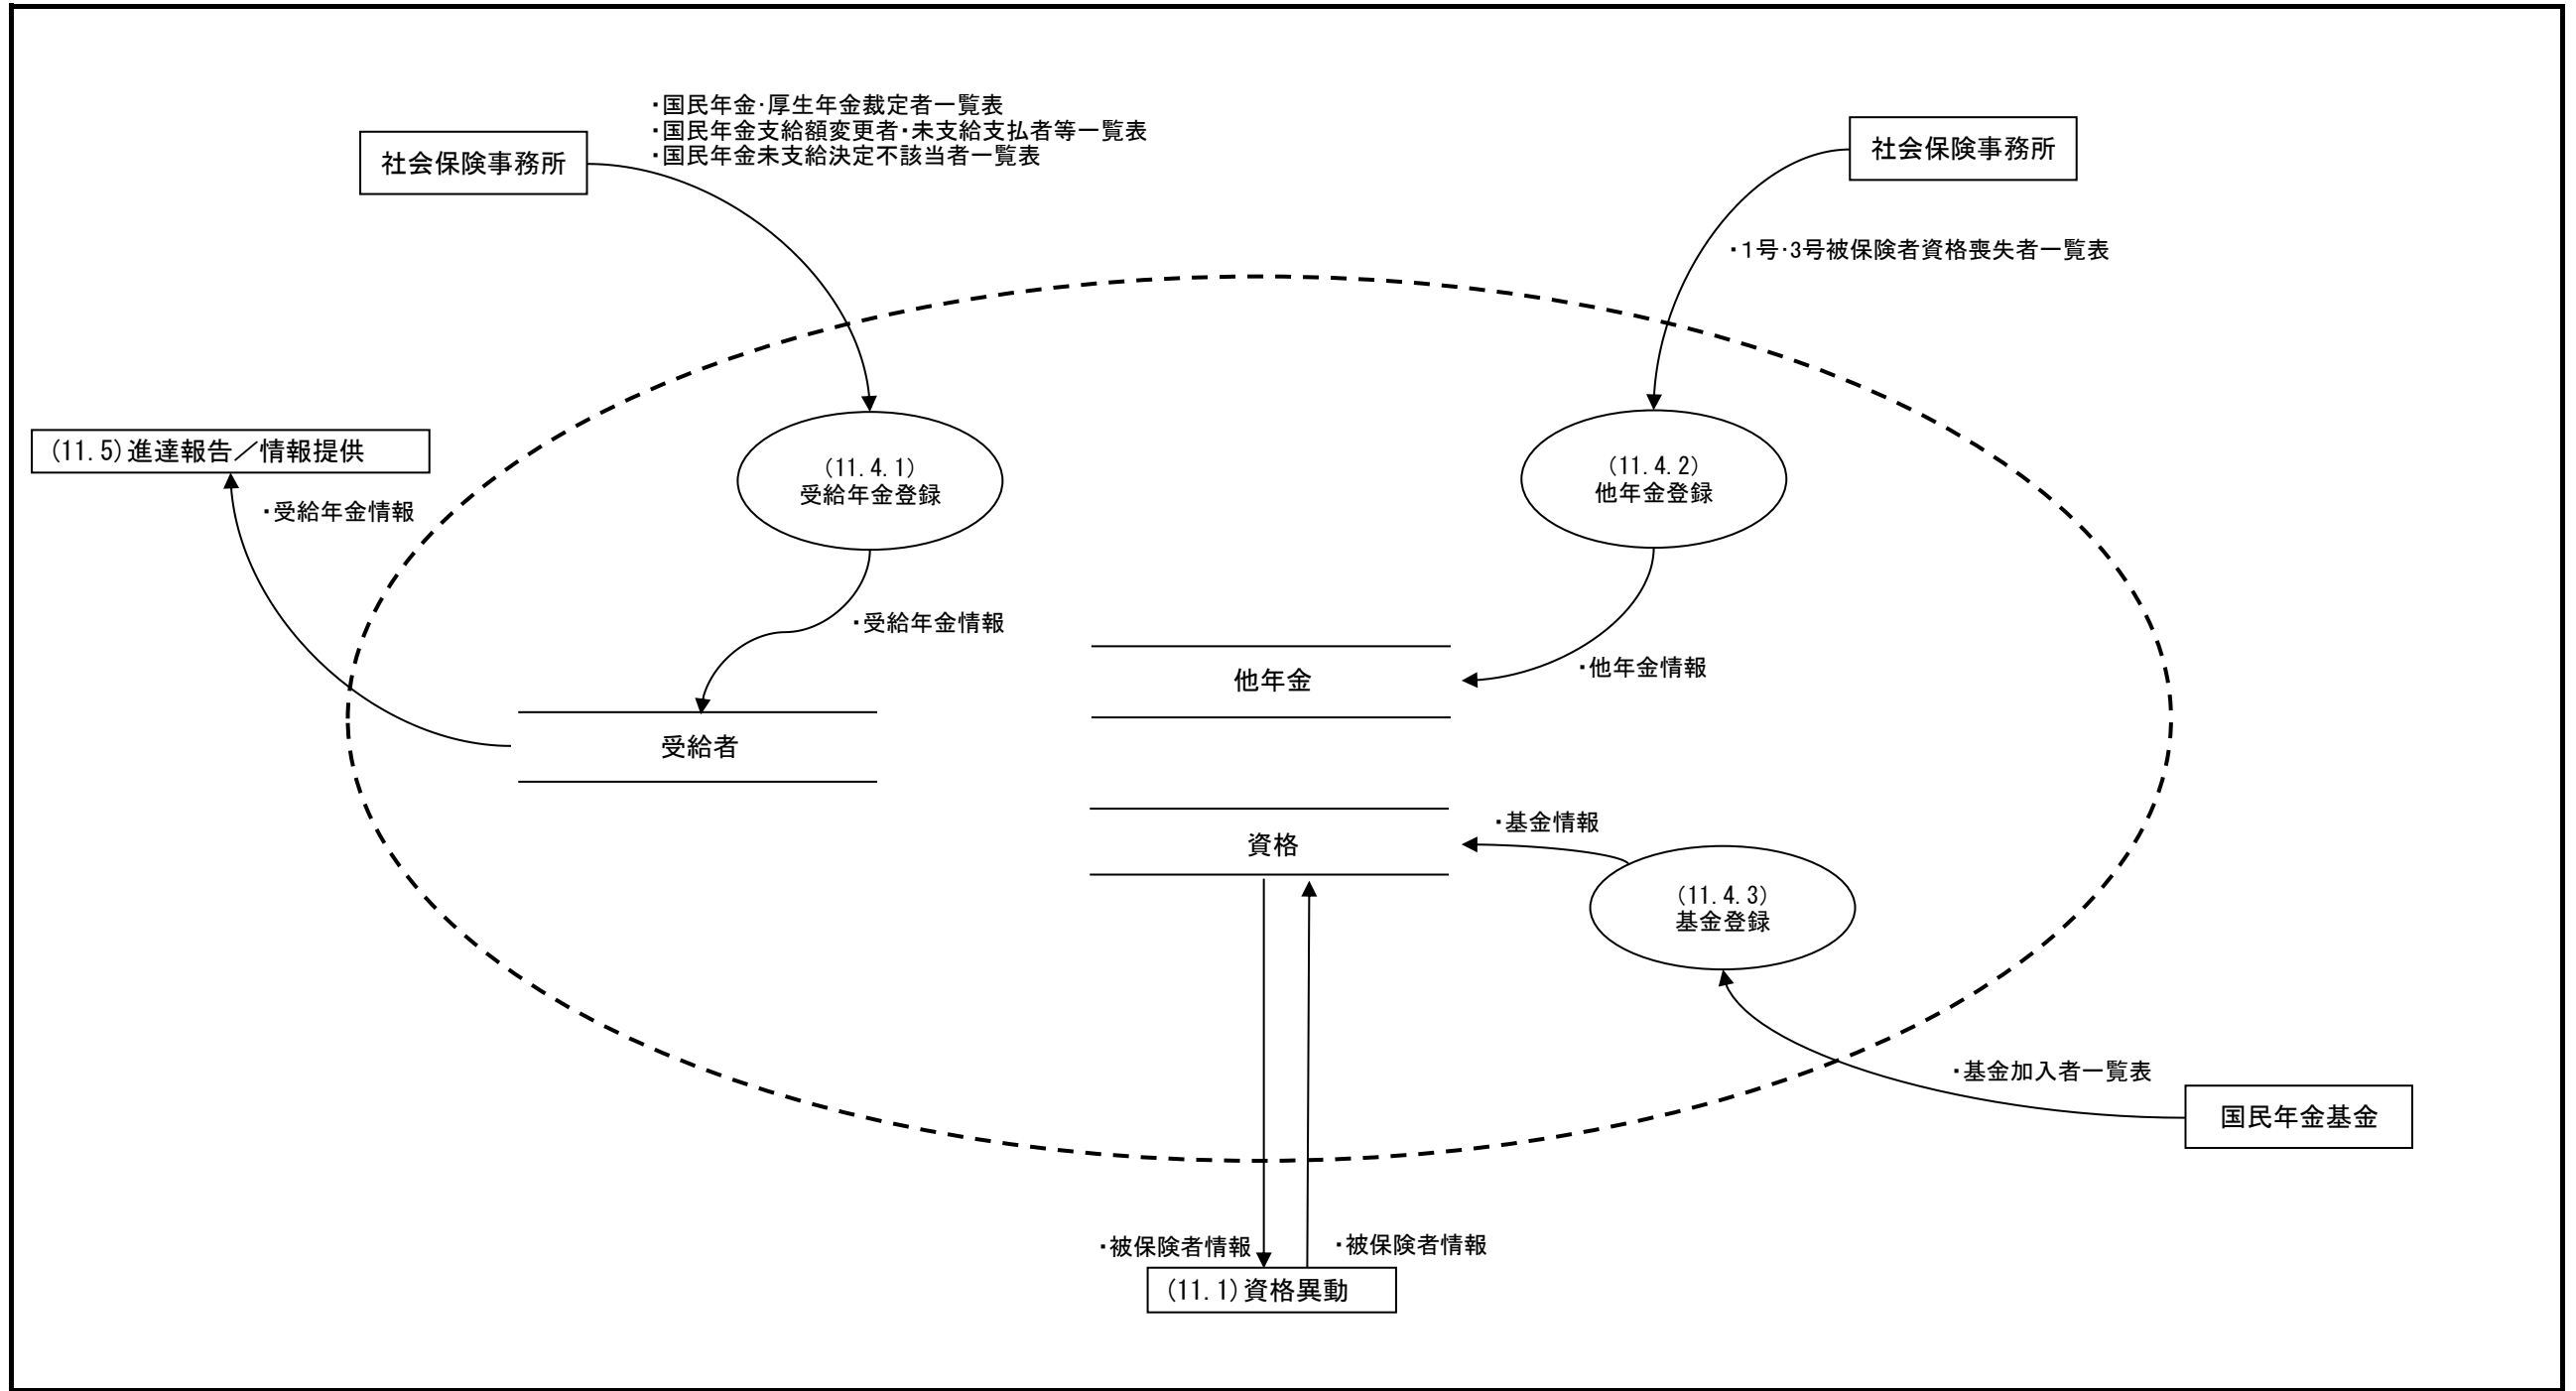 ・国民年金・厚生年金裁定者一覧表
・国民年金支給額変更者・未支給支払者等一覧表
・国民年金未支給決定不該当者一覧表
社会保険事務所
社会保険事務所
・1号・3号被保険者資格喪失者一覧表
(11.5)進達報告／情報提供
・受給年金情報
(11.4.1)
受給年金登録
(11.4.2)
他年金登録
・受給年金情報
・他年金情報
他年金
受給者
・基金情報
資格
(11.4.3)
基金登録
・基金加入者一覧表
国民年金基金
・被保険者情報
・被保険者情報
(11.1)資格異動